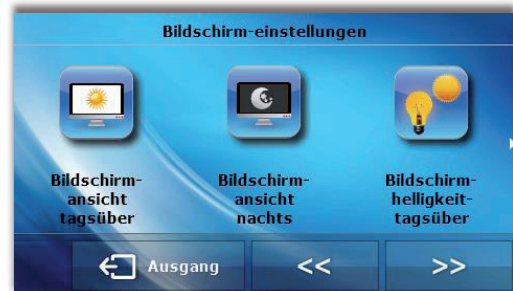 Bildschirm-einstellungen
Bildschirm-
ansicht
tagsüber
Bildschirm-
ansicht
nachts
Bildschirm-
helligkeit-
tagsüber
Ausgang
<<
>>